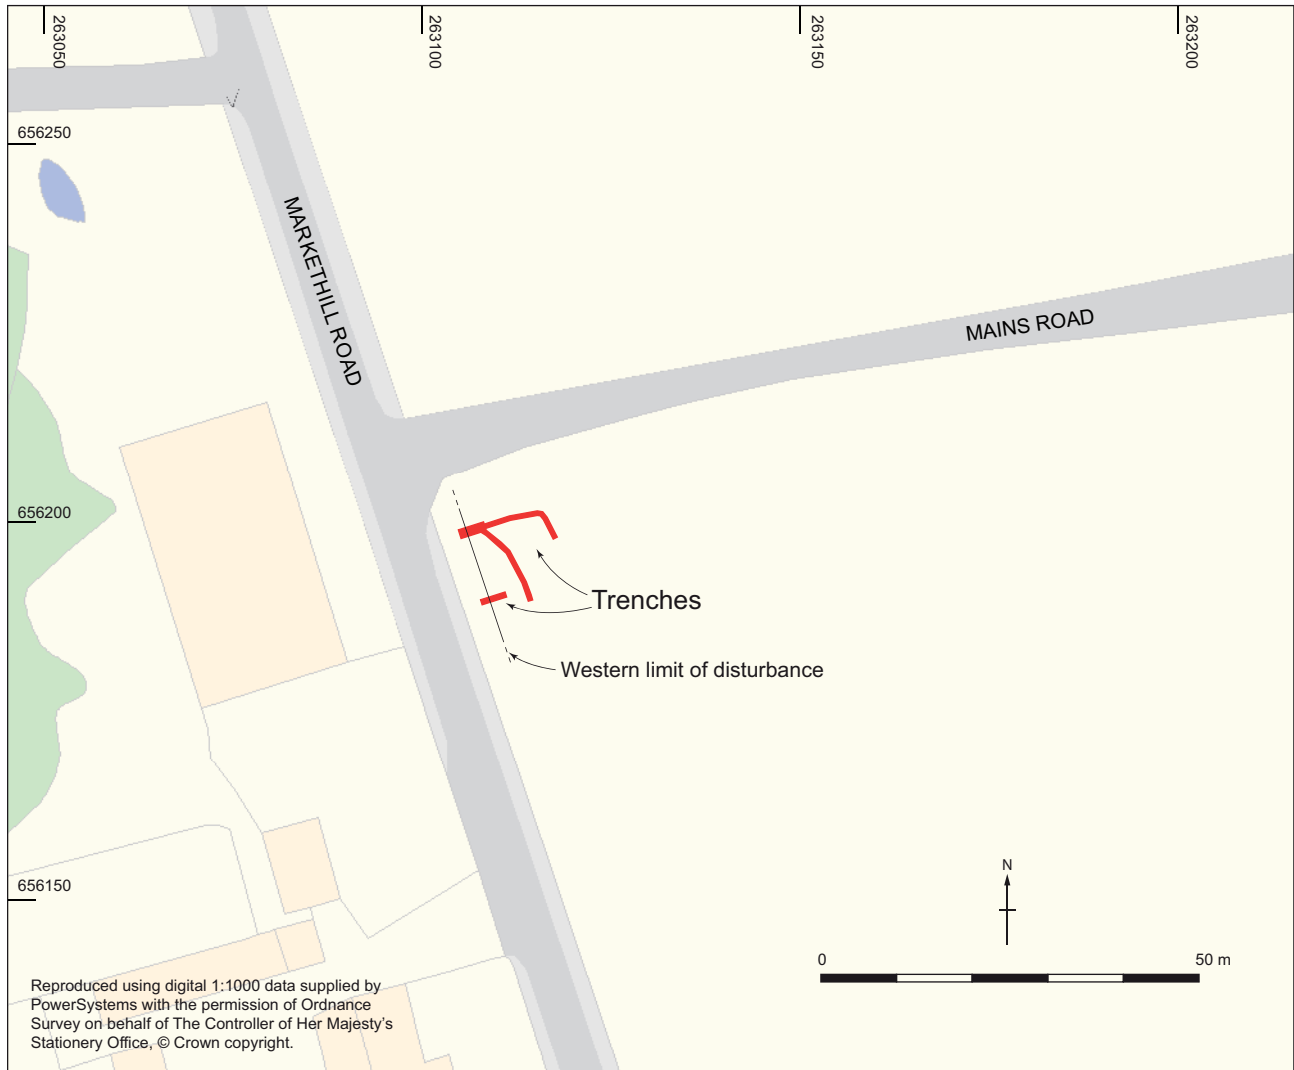 263050
263100
263150
263200
656250
MARKETHILL ROAD
MAINS ROAD
656200
Trenches
Western limit of disturbance
656150
N
0
50 m
Reproduced using digital 1:1000 data supplied by
PowerSystems with the permission of Ordnance
Survey on behalf of The Controller of Her Majesty’s
Stationery Office, © Crown copyright.